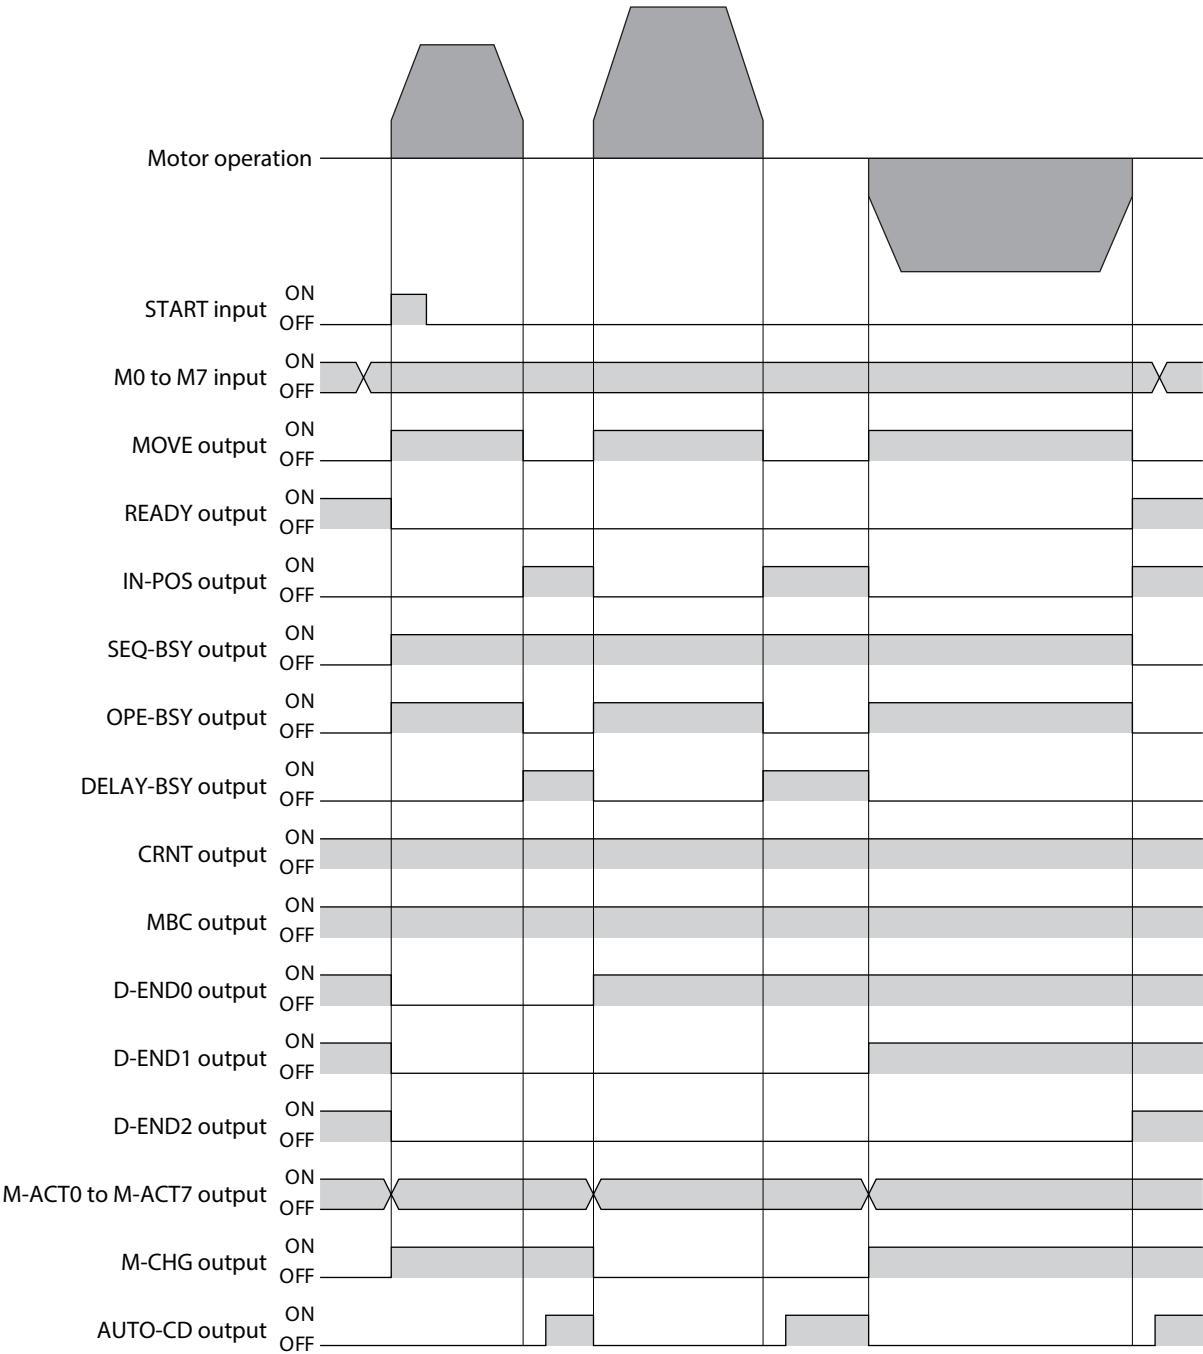 Motor operation
START input
ON
OFF
M0 to M7 input
ON
OFF
MOVE output
ON
OFF
READY output
ON
OFF
IN-POS output
ON
OFF
SEQ-BSY output
ON
OFF
OPE-BSY output
ON
OFF
DELAY-BSY output
ON
OFF
CRNT output
ON
OFF
MBC output
ON
OFF
D-END0 output
ON
OFF
D-END1 output
ON
OFF
D-END2 output
ON
OFF
M-ACT0 to M-ACT7 output
ON
OFF
M-CHG output
ON
OFF
AUTO-CD output
ON
OFF